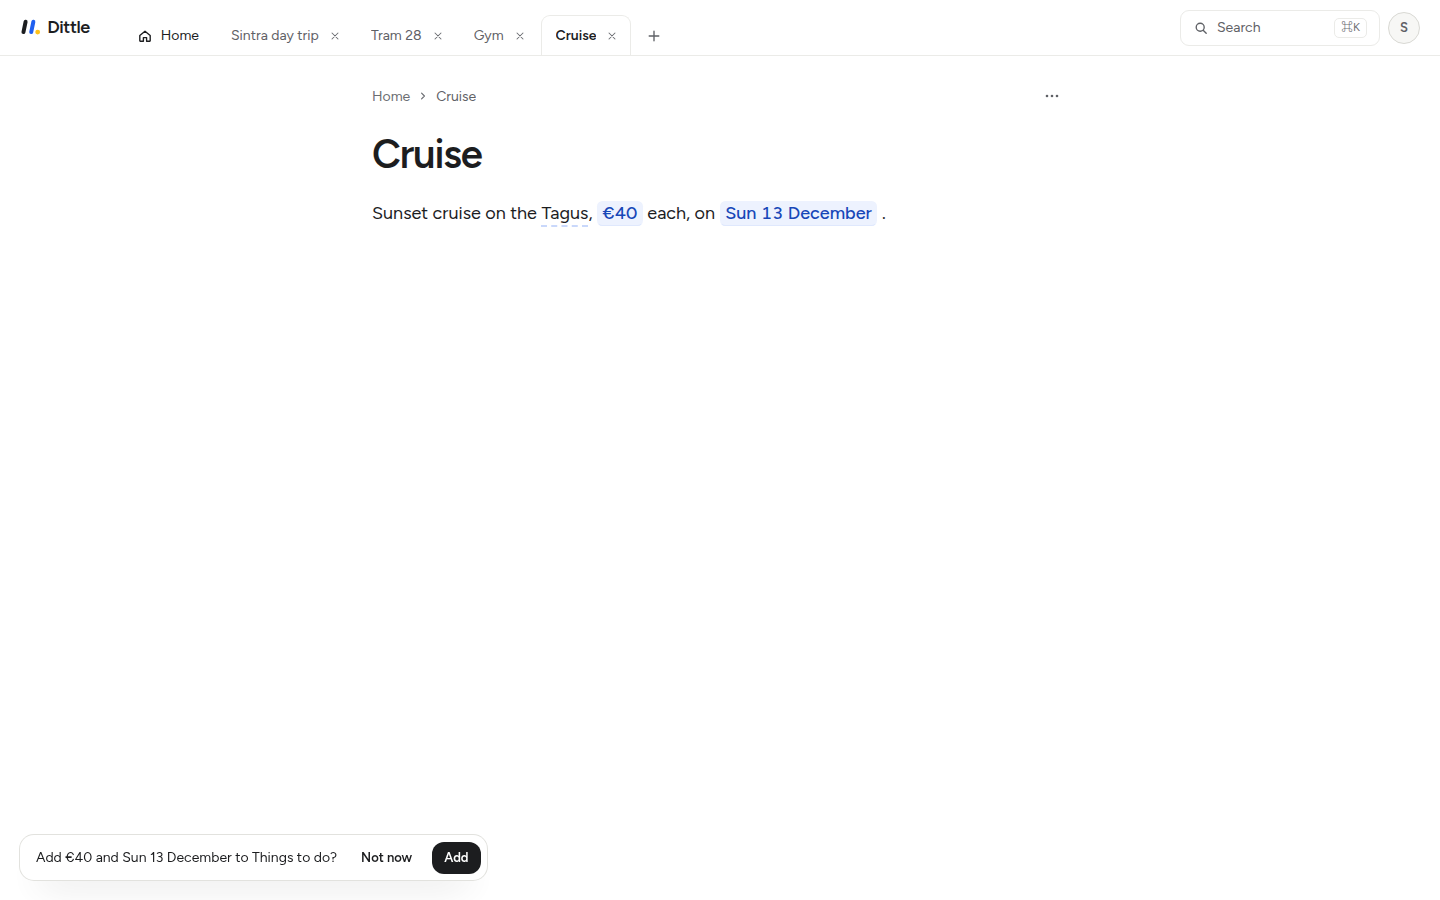 Dittle
Home
Sintra day trip
Tram 28
Gym
Cruise
Search
⌘K
S
Home > Cruise
Cruise
Sunset cruise on the Tagus, €40 each, on Sun 13 December .
Add €40 and Sun 13 December to Things to do?
Not now
Add